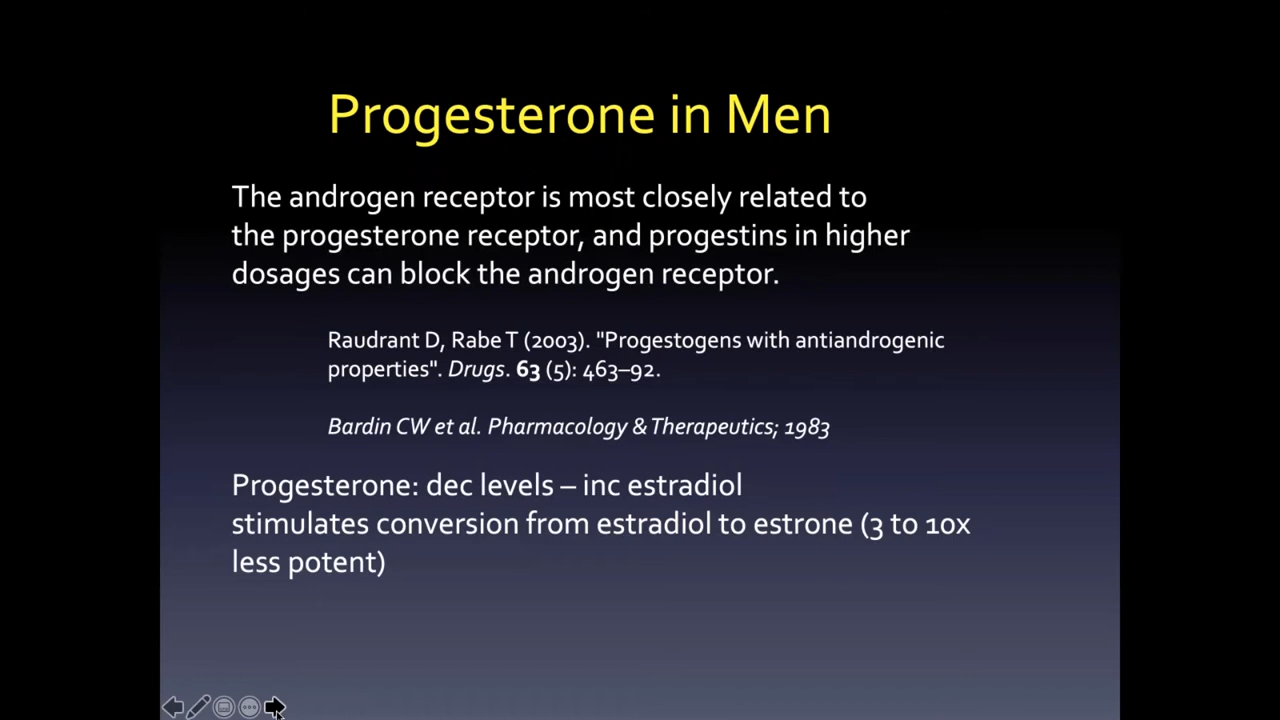 Progesterone in Men
The androgen receptor is most closely related to
the progesterone receptor, and progestins in higher
dosages can block the androgen receptor.
Raudrant D, Rabe T (2003). "Progestogens with antiandrogenic
properties". Drugs. 63 (5): 463–92.
Bardin CW et al. Pharmacology & Therapeutics; 1983
Progesterone: dec levels – inc estradiol
stimulates conversion from estradiol to estrone (3 to 10x
less potent)